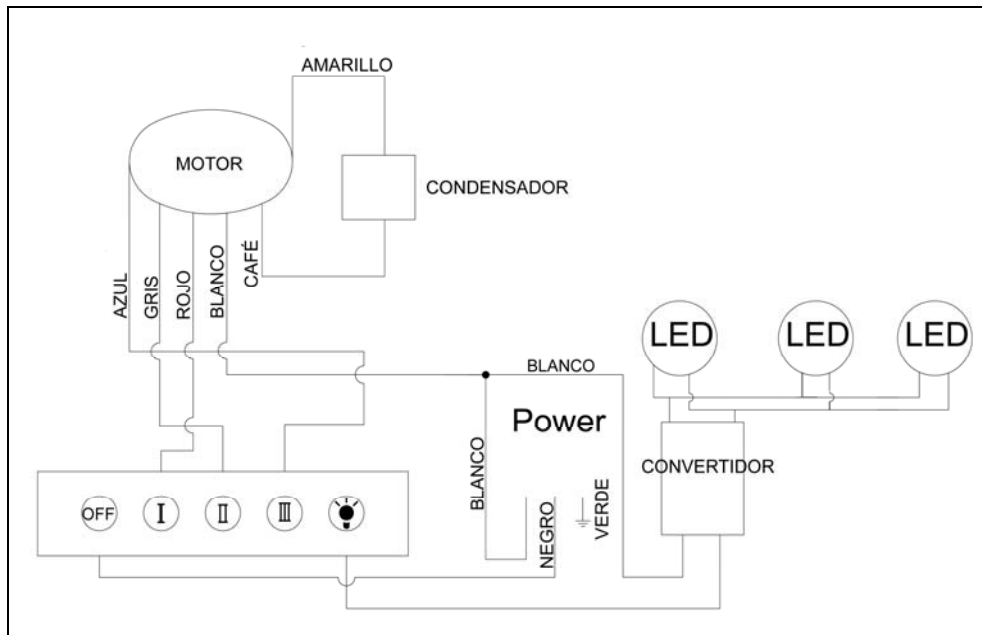 AMARILLO
MOTOR
CONDENSADOR
AZUL
GRIS
ROJO
BLANCO
CAFÉ
LED
LED
LED
BLANCO
Power
BLANCO
NEGRO
VERDE
CONVERTIDOR
OFF
I
II
III